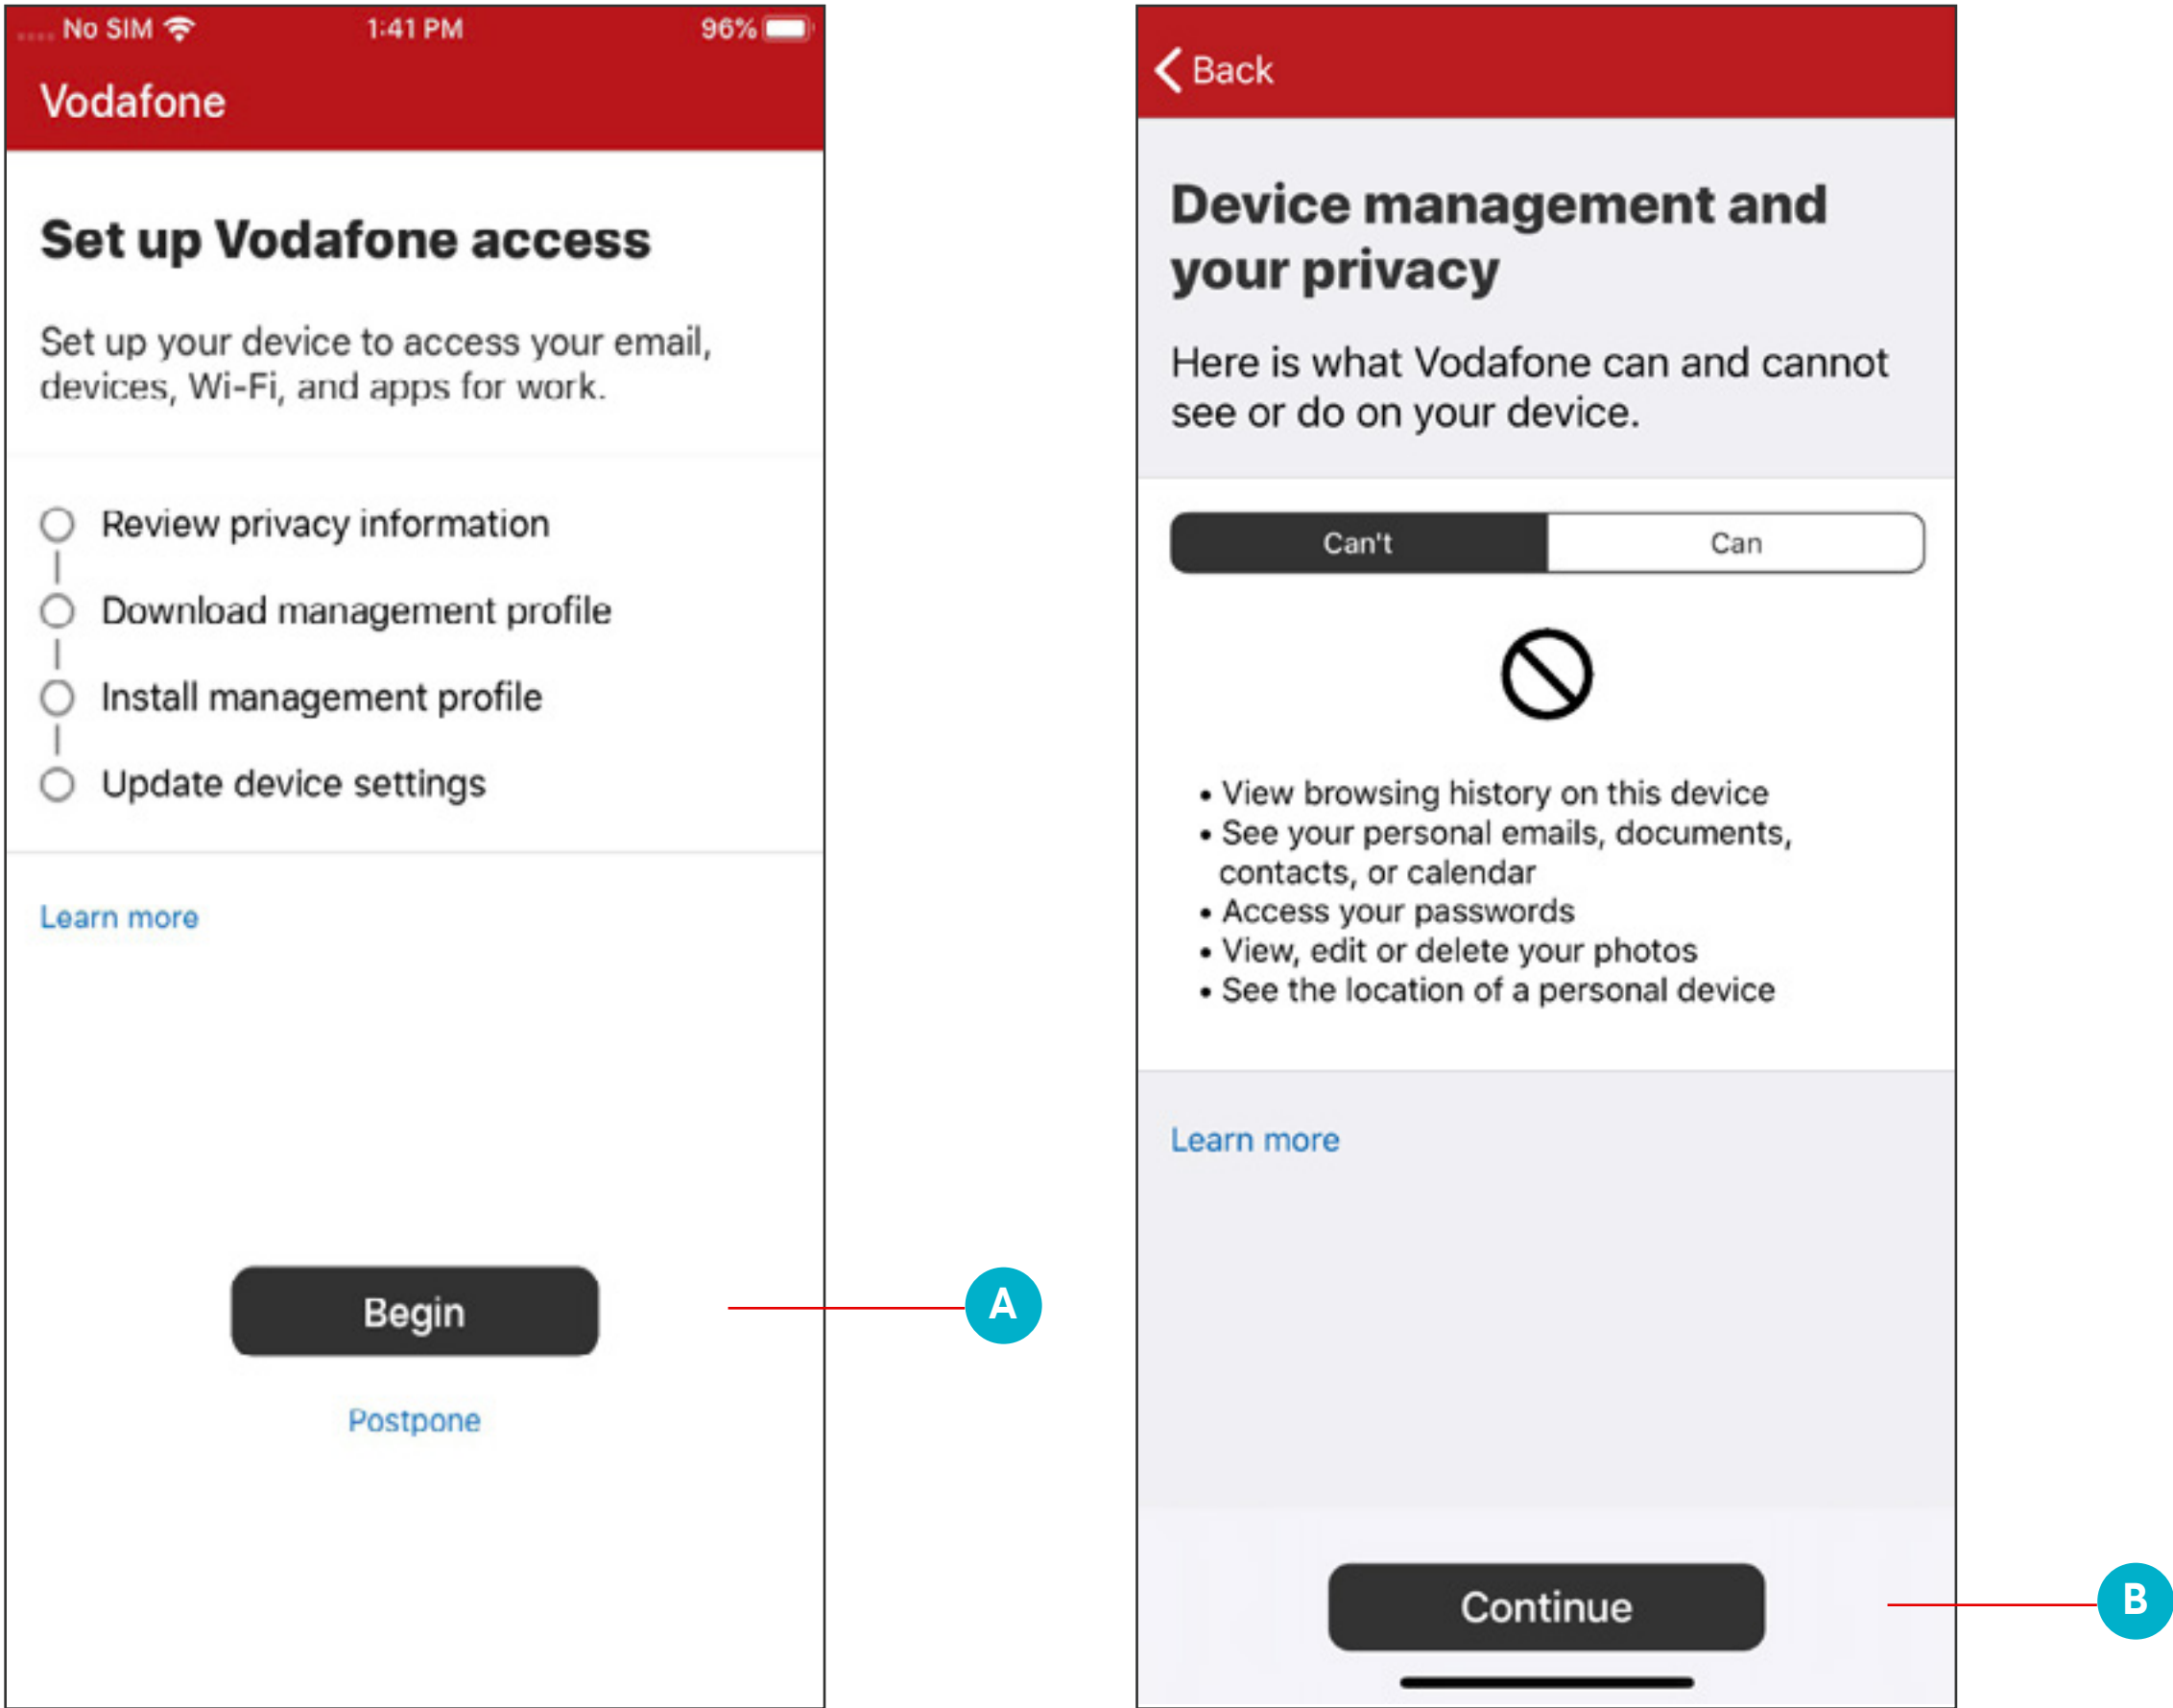 No SIM 1:41 PM 96%
Vodafone
Set up Vodafone access
Set up your device to access your email,
devices, Wi-Fi, and apps for work.
Review privacy information
Download management profile
Install management profile
Update device settings
Learn more
Begin
A
Postpone
Back
Device management and
your privacy
Here is what Vodafone can and cannot
see or do on your device.
Can't Can
• View browsing history on this device
• See your personal emails, documents,
contacts, or calendar
• Access your passwords
• View, edit or delete your photos
• See the location of a personal device
Learn more
Continue
B